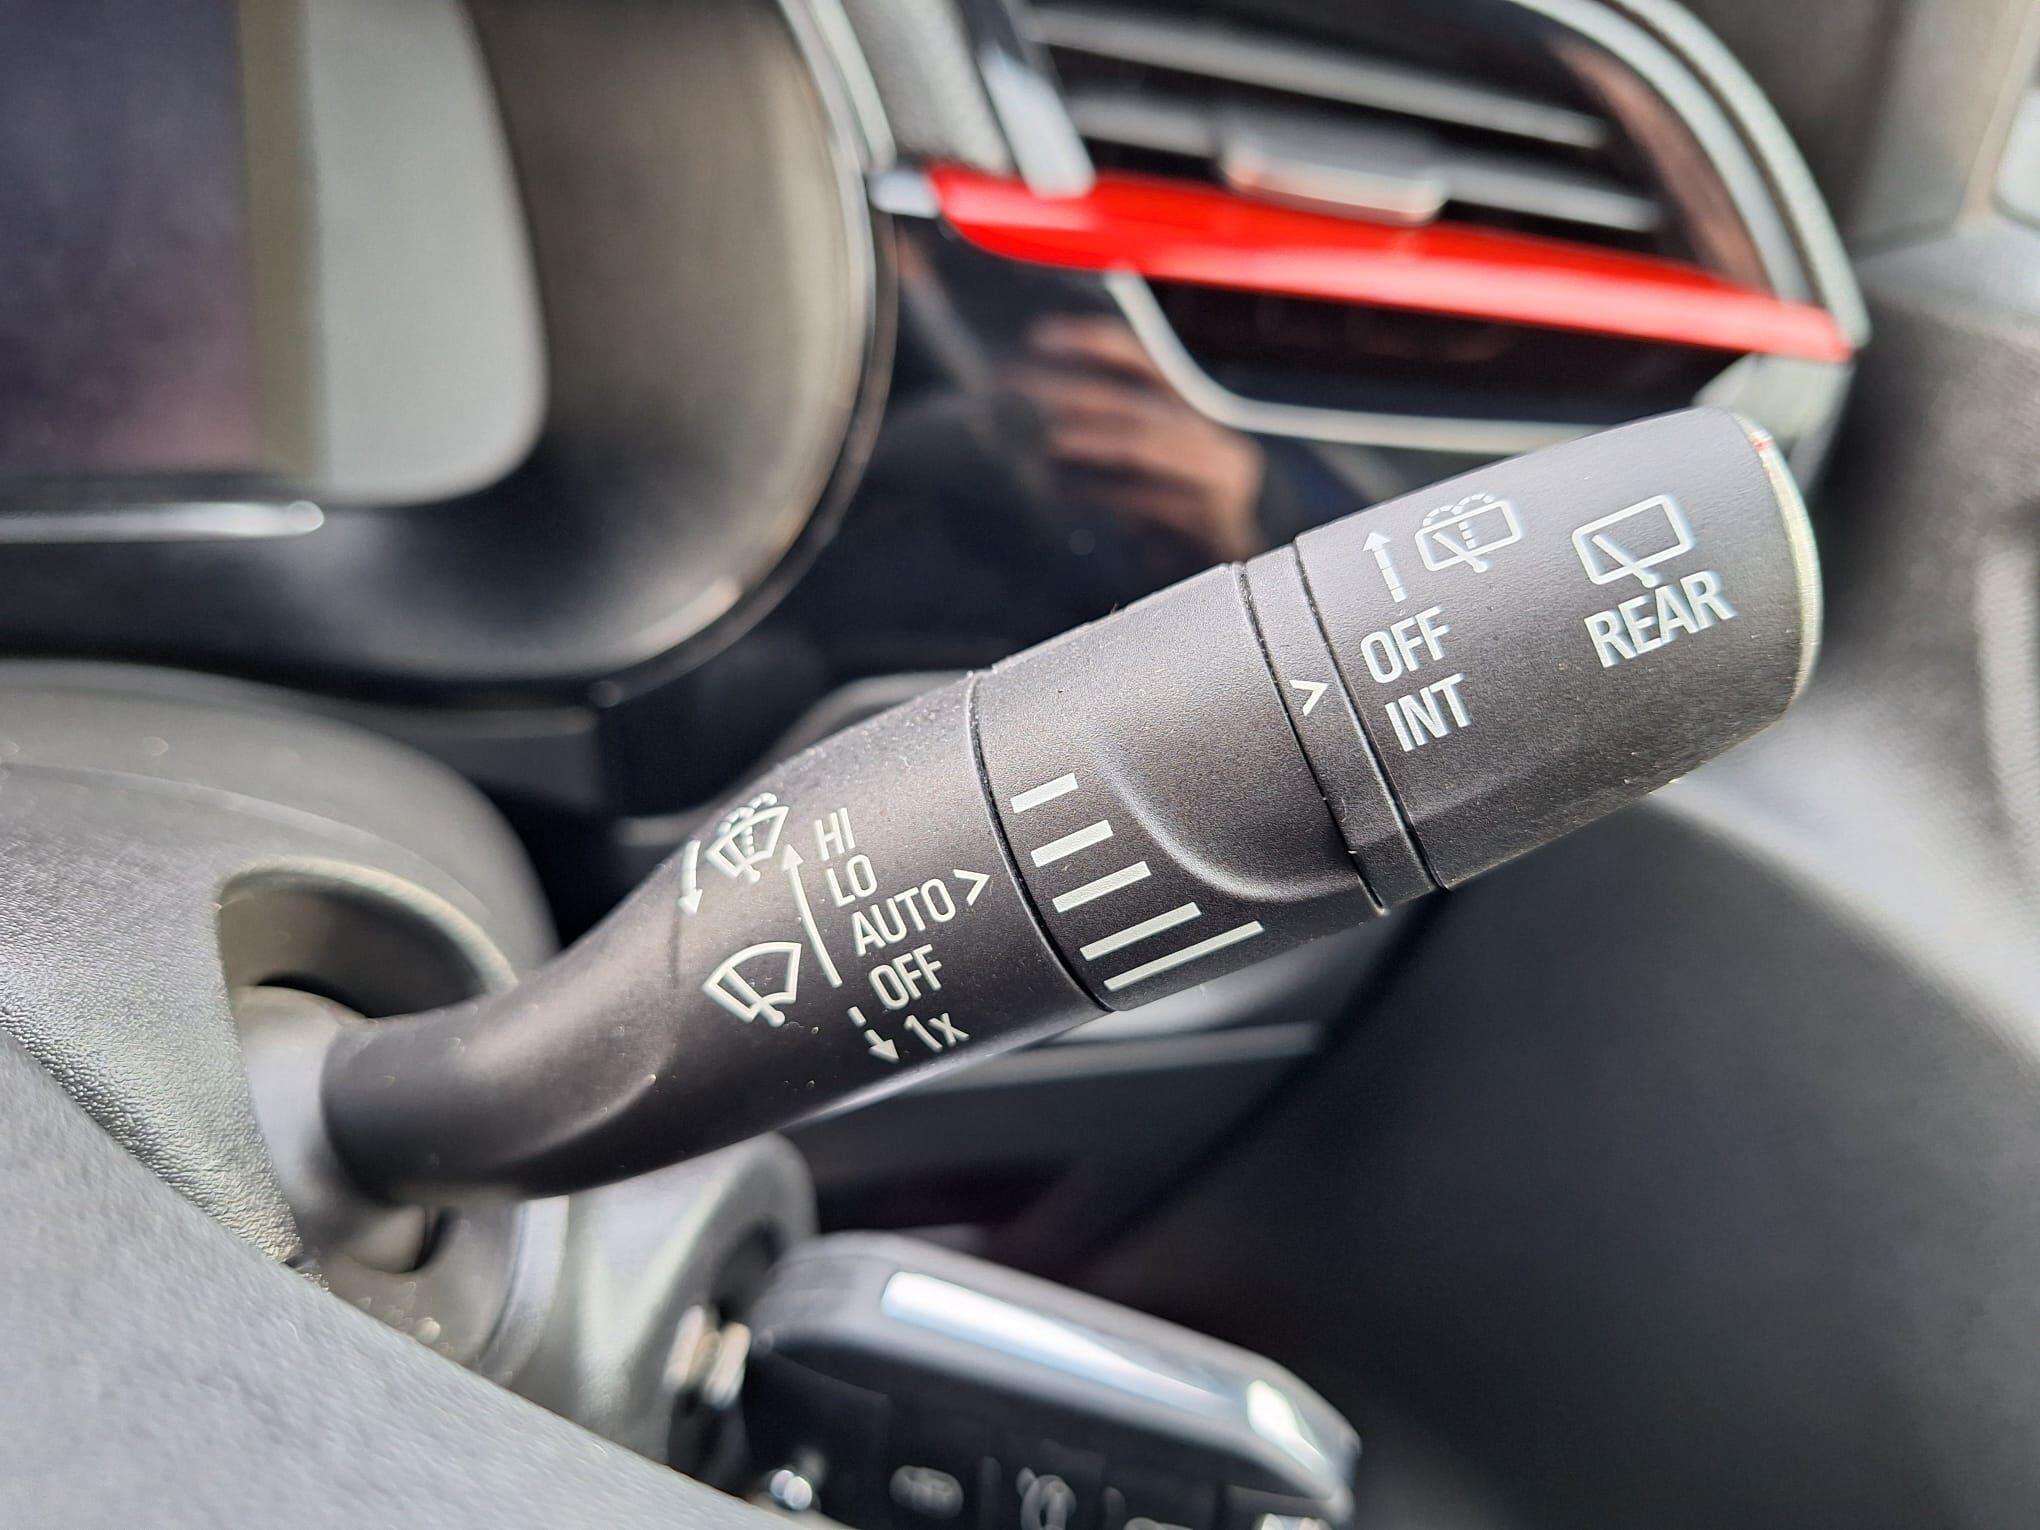 HI
LO
AUTO >
OFF
1x
>
OFF
INT
REAR